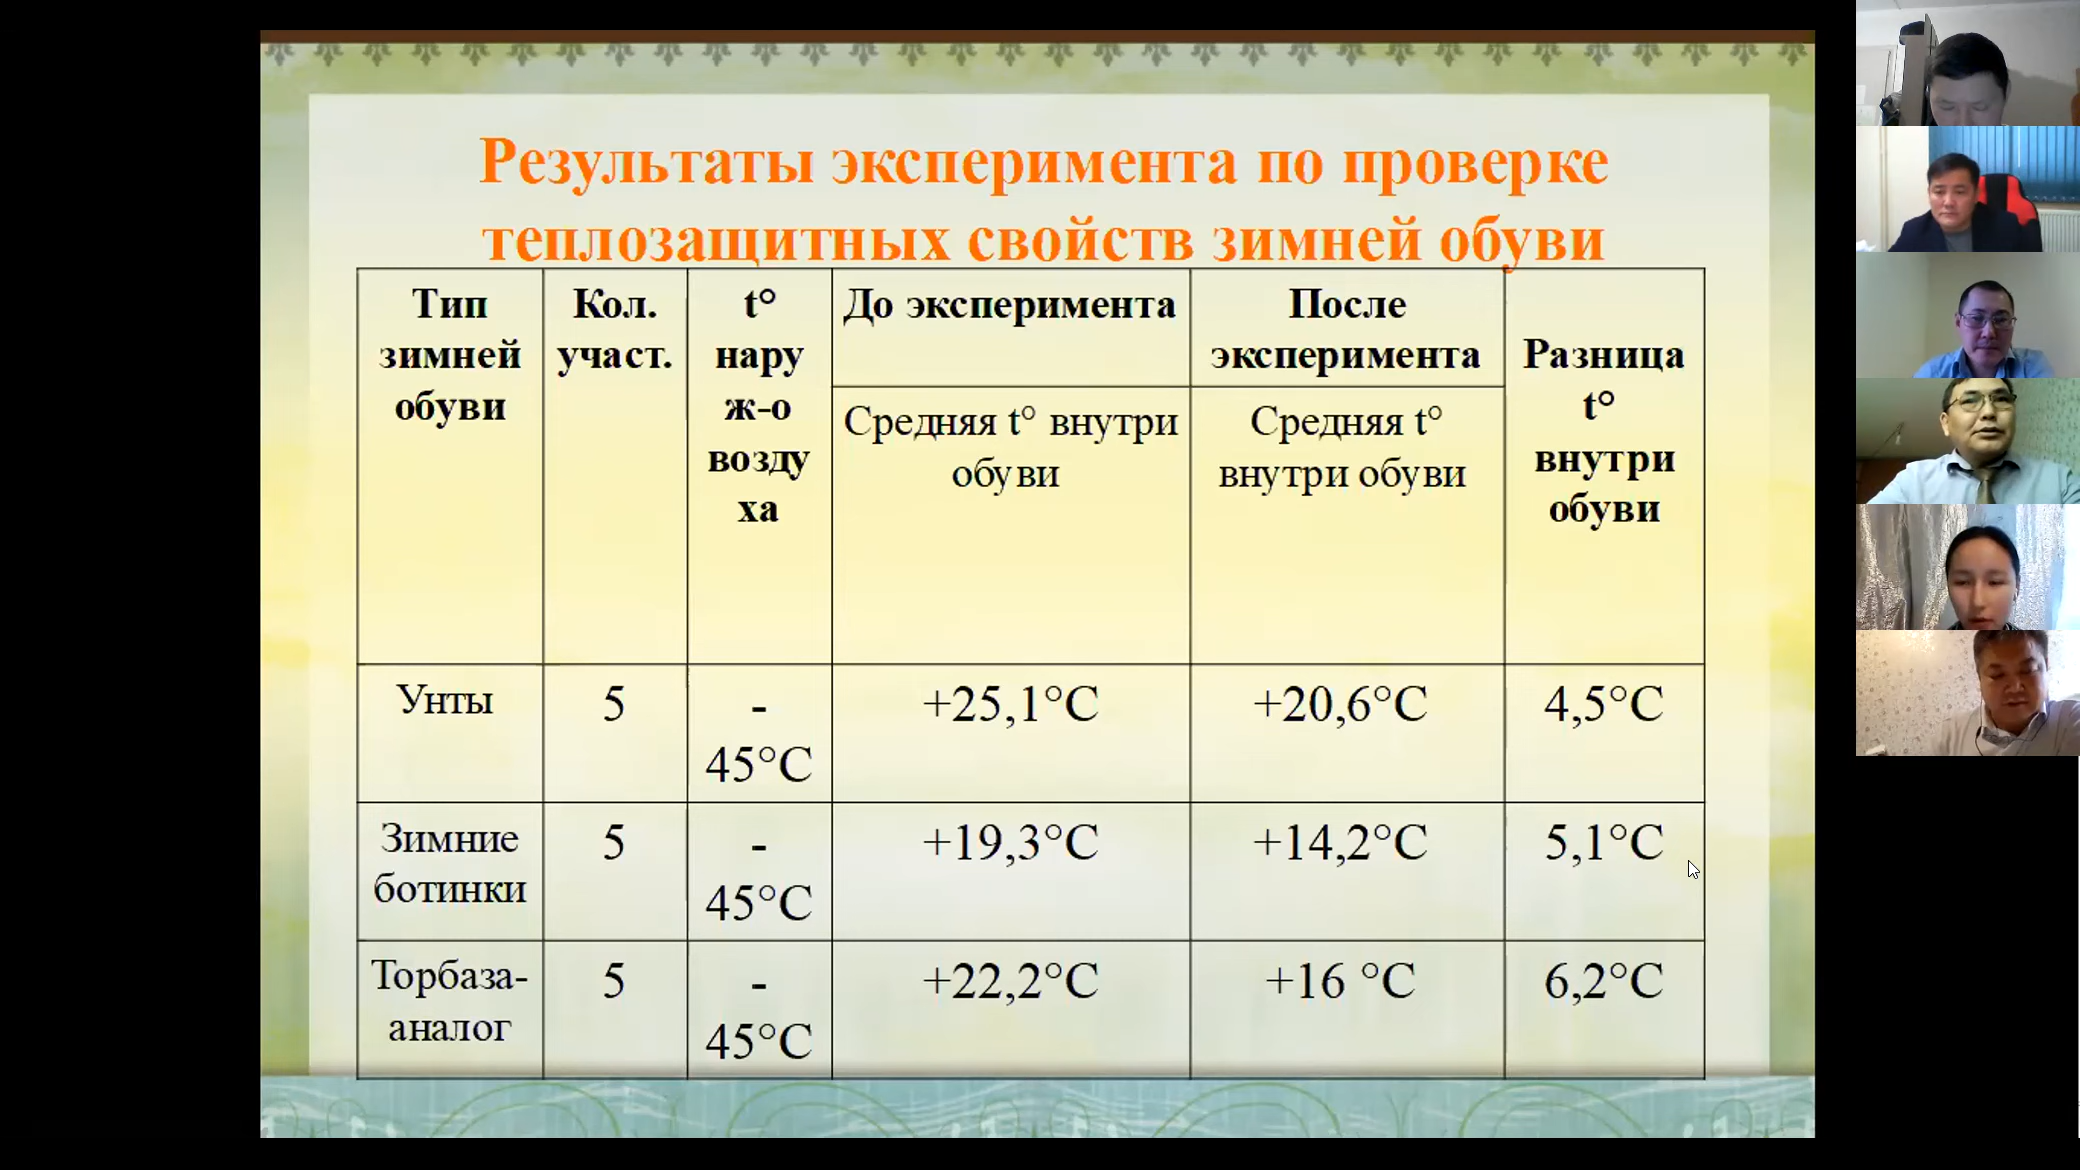 Результаты эксперимента по проверке
теплозащитных свойств зимней обуви
Тип
зимней
обуви
Кол.
участ.
t°
нару
ж-о
возду
ха
До эксперимента
После
эксперимента
Разница
t°
внутри
обуви
Средняя t° внутри
обуви
Средняя t°
внутри обуви
Унты
5
-
45°C
+25,1°C
+20,6°C
4,5°C
Зимние
ботинки
5
-
45°C
+19,3°C
+14,2°C
5,1°C
Торбаза-
аналог
5
-
45°C
+22,2°C
+16 °C
6,2°C